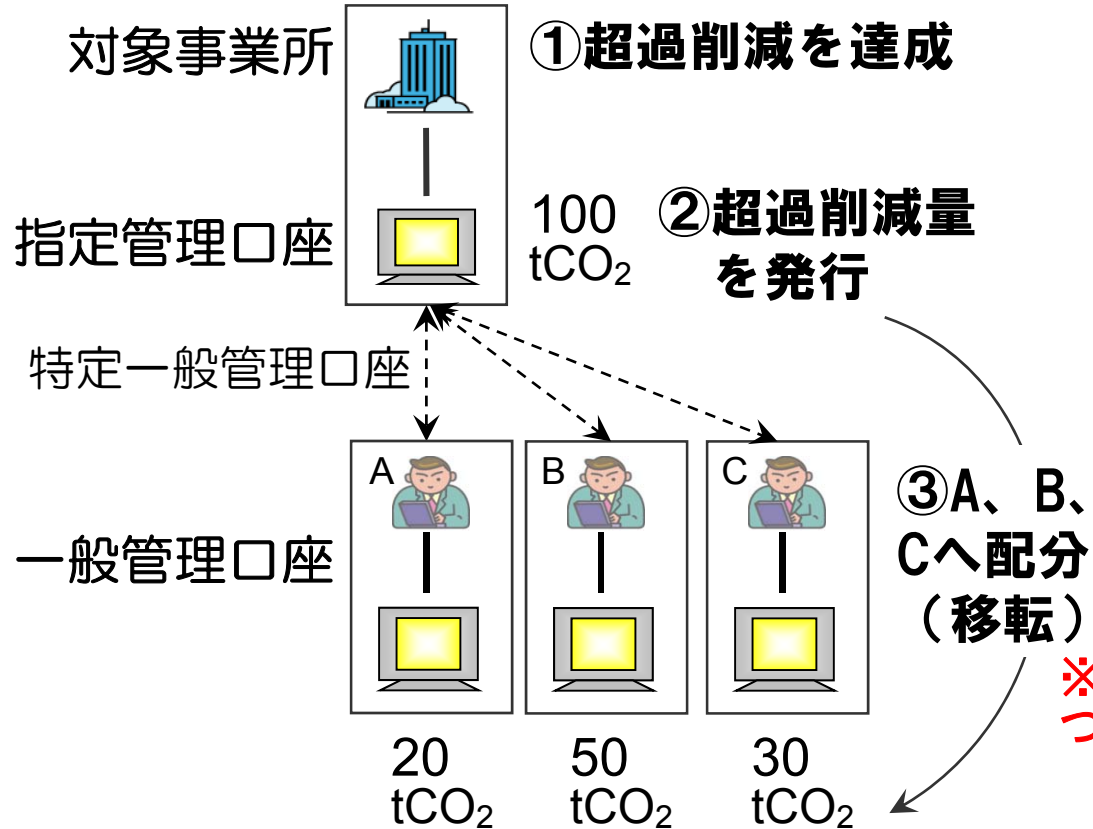 対象事業所
①超過削減を達成
指定管理口座
100
tCO₂
②超過削減量
を発行
特定一般管理口座
A
B
C
③A、B、
Cへ配分
（移転）
※
一般管理口座
20
tCO₂
50
tCO₂
30
tCO₂